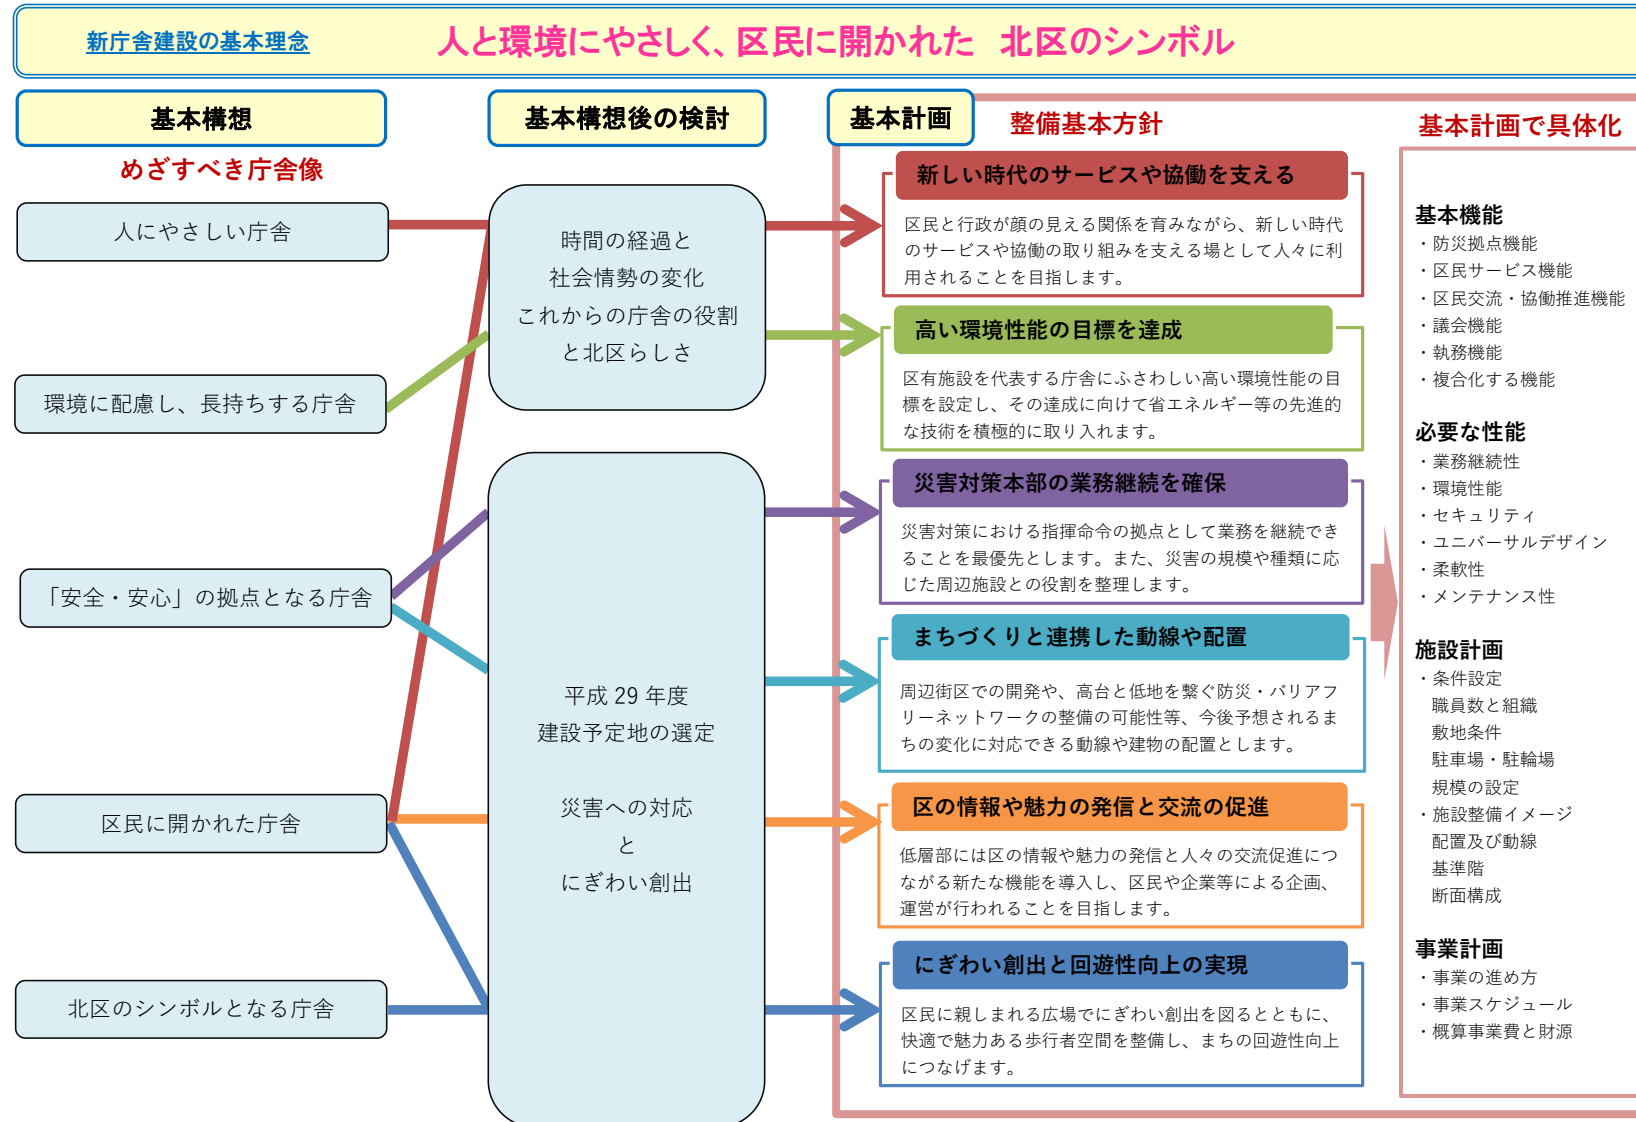 新庁舎建設の基本理念
人と環境にやさしく、区民に開かれた 北区のシンボル
基本構想
めざすべき庁舎像
人にやさしい庁舎
環境に配慮し、長持ちする庁舎
「安全・安心」の拠点となる庁舎
区民に開かれた庁舎
北区のシンボルとなる庁舎
基本構想後の検討
時間の経過と
社会情勢の変化
これからの庁舎の役割
と北区らしさ
平成 29 年度
建設予定地の選定
災害への対応
と
にぎわい創出
基本計画
整備基本方針
新しい時代のサービスや協働を支える
区民と行政が顔の見える関係を育みながら、新しい時代
のサービスや協働の取り組みを支える場として人々に利
用されることを目指します。
高い環境性能の目標を達成
区有施設を代表する庁舎にふさわしい高い環境性能の目
標を設定し、その達成に向けて省エネルギー等の先進的
な技術を積極的に取り入れます。
災害対策本部の業務継続を確保
災害対策における指揮命令の拠点として業務を継続でき
ることを最優先とします。また、災害の規模や種類に応
じた周辺施設との役割を整理します。
まちづくりと連携した動線や配置
周辺街区での開発や、高台と低地を繋ぐ防災・バリアフ
リーネットワークの整備の可能性等、今後予想されるま
ちの変化に対応できる動線や建物の配置とします。
区の情報や魅力の発信と交流の促進
低層部には区の情報や魅力の発信と人々の交流促進につ
ながる新たな機能を導入し、区民や企業等による企画、
運営が行われることを目指します。
にぎわい創出と回遊性向上の実現
区民に親しまれる広場でにぎわい創出を図るとともに、
快適で魅力ある歩行者空間を整備し、まちの回遊性向上
につなげます。
基本計画で具体化
基本機能
・防災拠点機能
・区民サービス機能
・区民交流・協働推進機能
・議会機能
・執務機能
・複合化する機能
必要な性能
・業務継続性
・環境性能
・セキュリティ
・ユニバーサルデザイン
・柔軟性
・メンテナンス性
施設計画
・条件設定
職員数と組織
敷地条件
駐車場・駐輪場
規模の設定
・施設整備イメージ
配置及び動線
基準階
断面構成
事業計画
・事業の進め方
・事業スケジュール
・概算事業費と財源